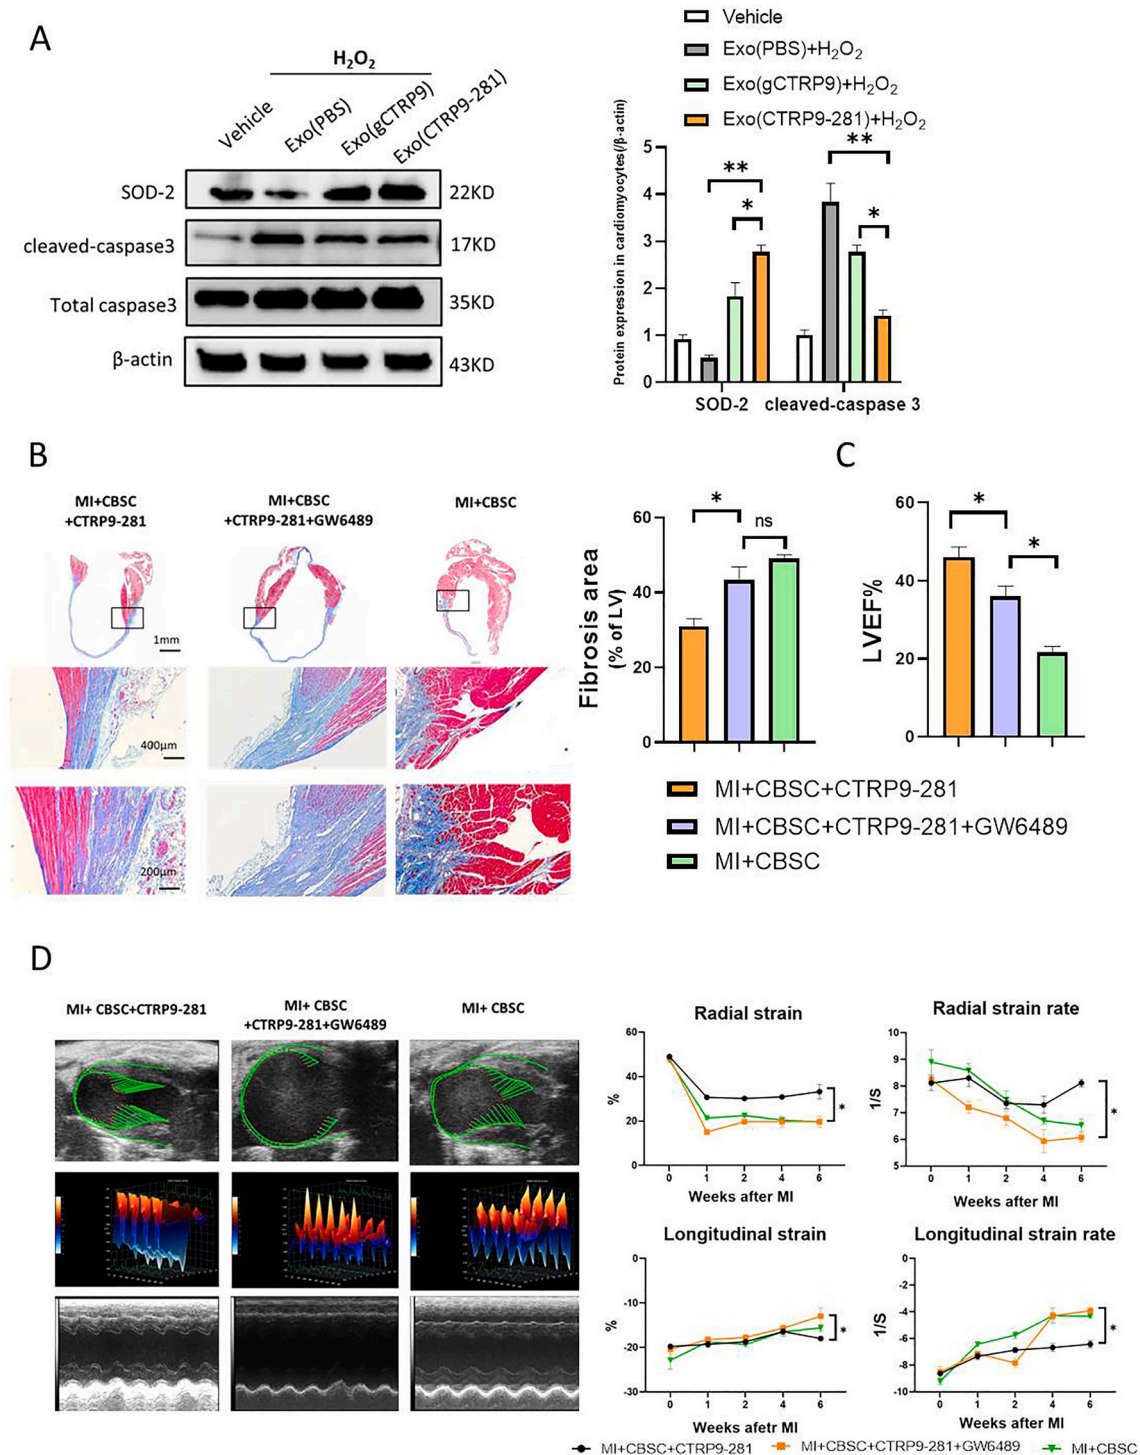 A
H₂O₂
Vehicle
Exo(PBS)
Exo(gCTRP9)
Exo(CTRP9-281)
SOD-2
22KD
cleaved-caspase3
17KD
Total caspase3
35KD
β-actin
43KD
Vehicle
Exo(PBS)+H₂O₂
Exo(gCTRP9)+H₂O₂
Exo(CTRP9-281)+H₂O₂
Protein expression in cardiomyocytes(/β-actin)
5
4
3
2
1
0
**
*
**
*
SOD-2
cleaved-caspase 3
B
MI+CBSC
+CTRP9-281
MI+CBSC
+CTRP9-281+GW6489
MI+CBSC
1mm
400μm
200μm
Fibrosis area
(% of LV)
60
40
20
0
*
ns
C
LVEF%
60
40
20
0
*
*
MI+CBSC+CTRP9-281
MI+CBSC+CTRP9-281+GW6489
MI+CBSC
D
MI+ CBSC+CTRP9-281
MI+ CBSC
+CTRP9-281+GW6489
MI+ CBSC
Radial strain
%
60
40
20
0
*
0 1 2 4 6
Weeks after MI
Radial strain rate
1/S
10
9
8
7
6
5
*
0 1 2 4 6
Weeks after MI
Longitudinal strain
%
0
-10
-20
-30
*
0 1 2 4 6
Weeks afetr MI
Longitudinal strain rate
1/S
0
-2
-4
-6
-8
-10
*
0 1 2 4 6
Weeks after MI
MI+CBSC+CTRP9-281
MI+CBSC+CTRP9-281+GW6489
MI+CBSC